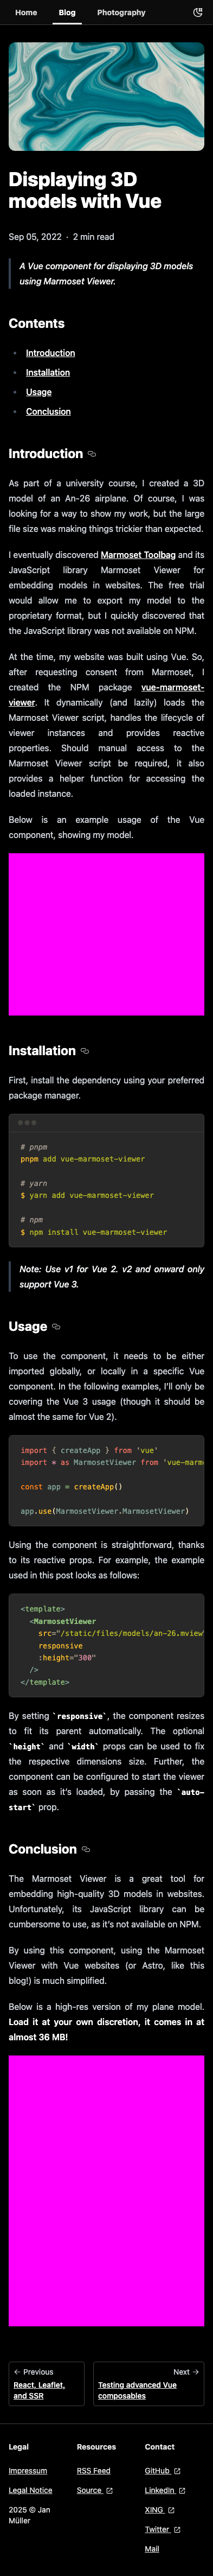 Home Blog Photography
Displaying 3D
models with Vue
Sep 05, 2022 · 2 min read
A Vue component for displaying 3D models
using Marmoset Viewer.
Contents
Introduction
Installation
Usage
Conclusion
Introduction
As part of a university course, I created a 3D
model of an An-26 airplane. Of course, I was
looking for a way to show my work, but the large
file size was making things trickier than expected.
I eventually discovered Marmoset Toolbag and its
JavaScript library Marmoset Viewer for
embedding models in websites. The free trial
would allow me to export my model to the
proprietary format, but I quickly discovered that
the JavaScript library was not available on NPM.
At the time, my website was built using Vue. So,
after requesting consent from Marmoset, I
created the NPM package vue-marmoset-
viewer. It dynamically (and lazily) loads the
Marmoset Viewer script, handles the lifecycle of
viewer instances and provides reactive
properties. Should manual access to the
Marmoset Viewer script be required, it also
provides a helper function for accessing the
loaded instance.
Below is an example usage of the Vue
component, showing my model.
Installation
First, install the dependency using your preferred
package manager.
# pnpm
pnpm add vue-marmoset-viewer
# yarn
$ yarn add vue-marmoset-viewer
# npm
$ npm install vue-marmoset-viewer
Note: Use v1 for Vue 2. v2 and onward only
support Vue 3.
Usage
To use the component, it needs to be either
imported globally, or locally in a specific Vue
component. In the following examples, I'll only be
covering the Vue 3 usage (though it should be
almost the same for Vue 2).
import { createApp } from 'vue'
import * as MarmosetViewer from 'vue-marmo
const app = createApp()
app.use(MarmosetViewer.MarmosetViewer)
Using the component is straightforward, thanks
to its reactive props. For example, the example
used in this post looks as follows:
<template>
<MarmosetViewer
src="/static/files/models/an-26.mview"
responsive
:height="300"
/>
</template>
By setting `responsive`, the component resizes
to fit its parent automatically. The optional
`height` and `width` props can be used to fix
the respective dimensions size. Further, the
component can be configured to start the viewer
as soon as it's loaded, by passing the `auto-
start` prop.
Conclusion
The Marmoset Viewer is a great tool for
embedding high-quality 3D models in websites.
Unfortunately, its JavaScript library can be
cumbersome to use, as it's not available on NPM.
By using this component, using the Marmoset
Viewer with Vue websites (or Astro, like this
blog!) is much simplified.
Below is a high-res version of my plane model.
Load it at your own discretion, it comes in at
almost 36 MB!
← Previous
React, Leaflet,
and SSR
Next →
Testing advanced Vue
composables
Legal
Impressum
Legal Notice
2025 © Jan
Müller
Resources
RSS Feed
Source
Contact
GitHub
LinkedIn
XING
Twitter
Mail